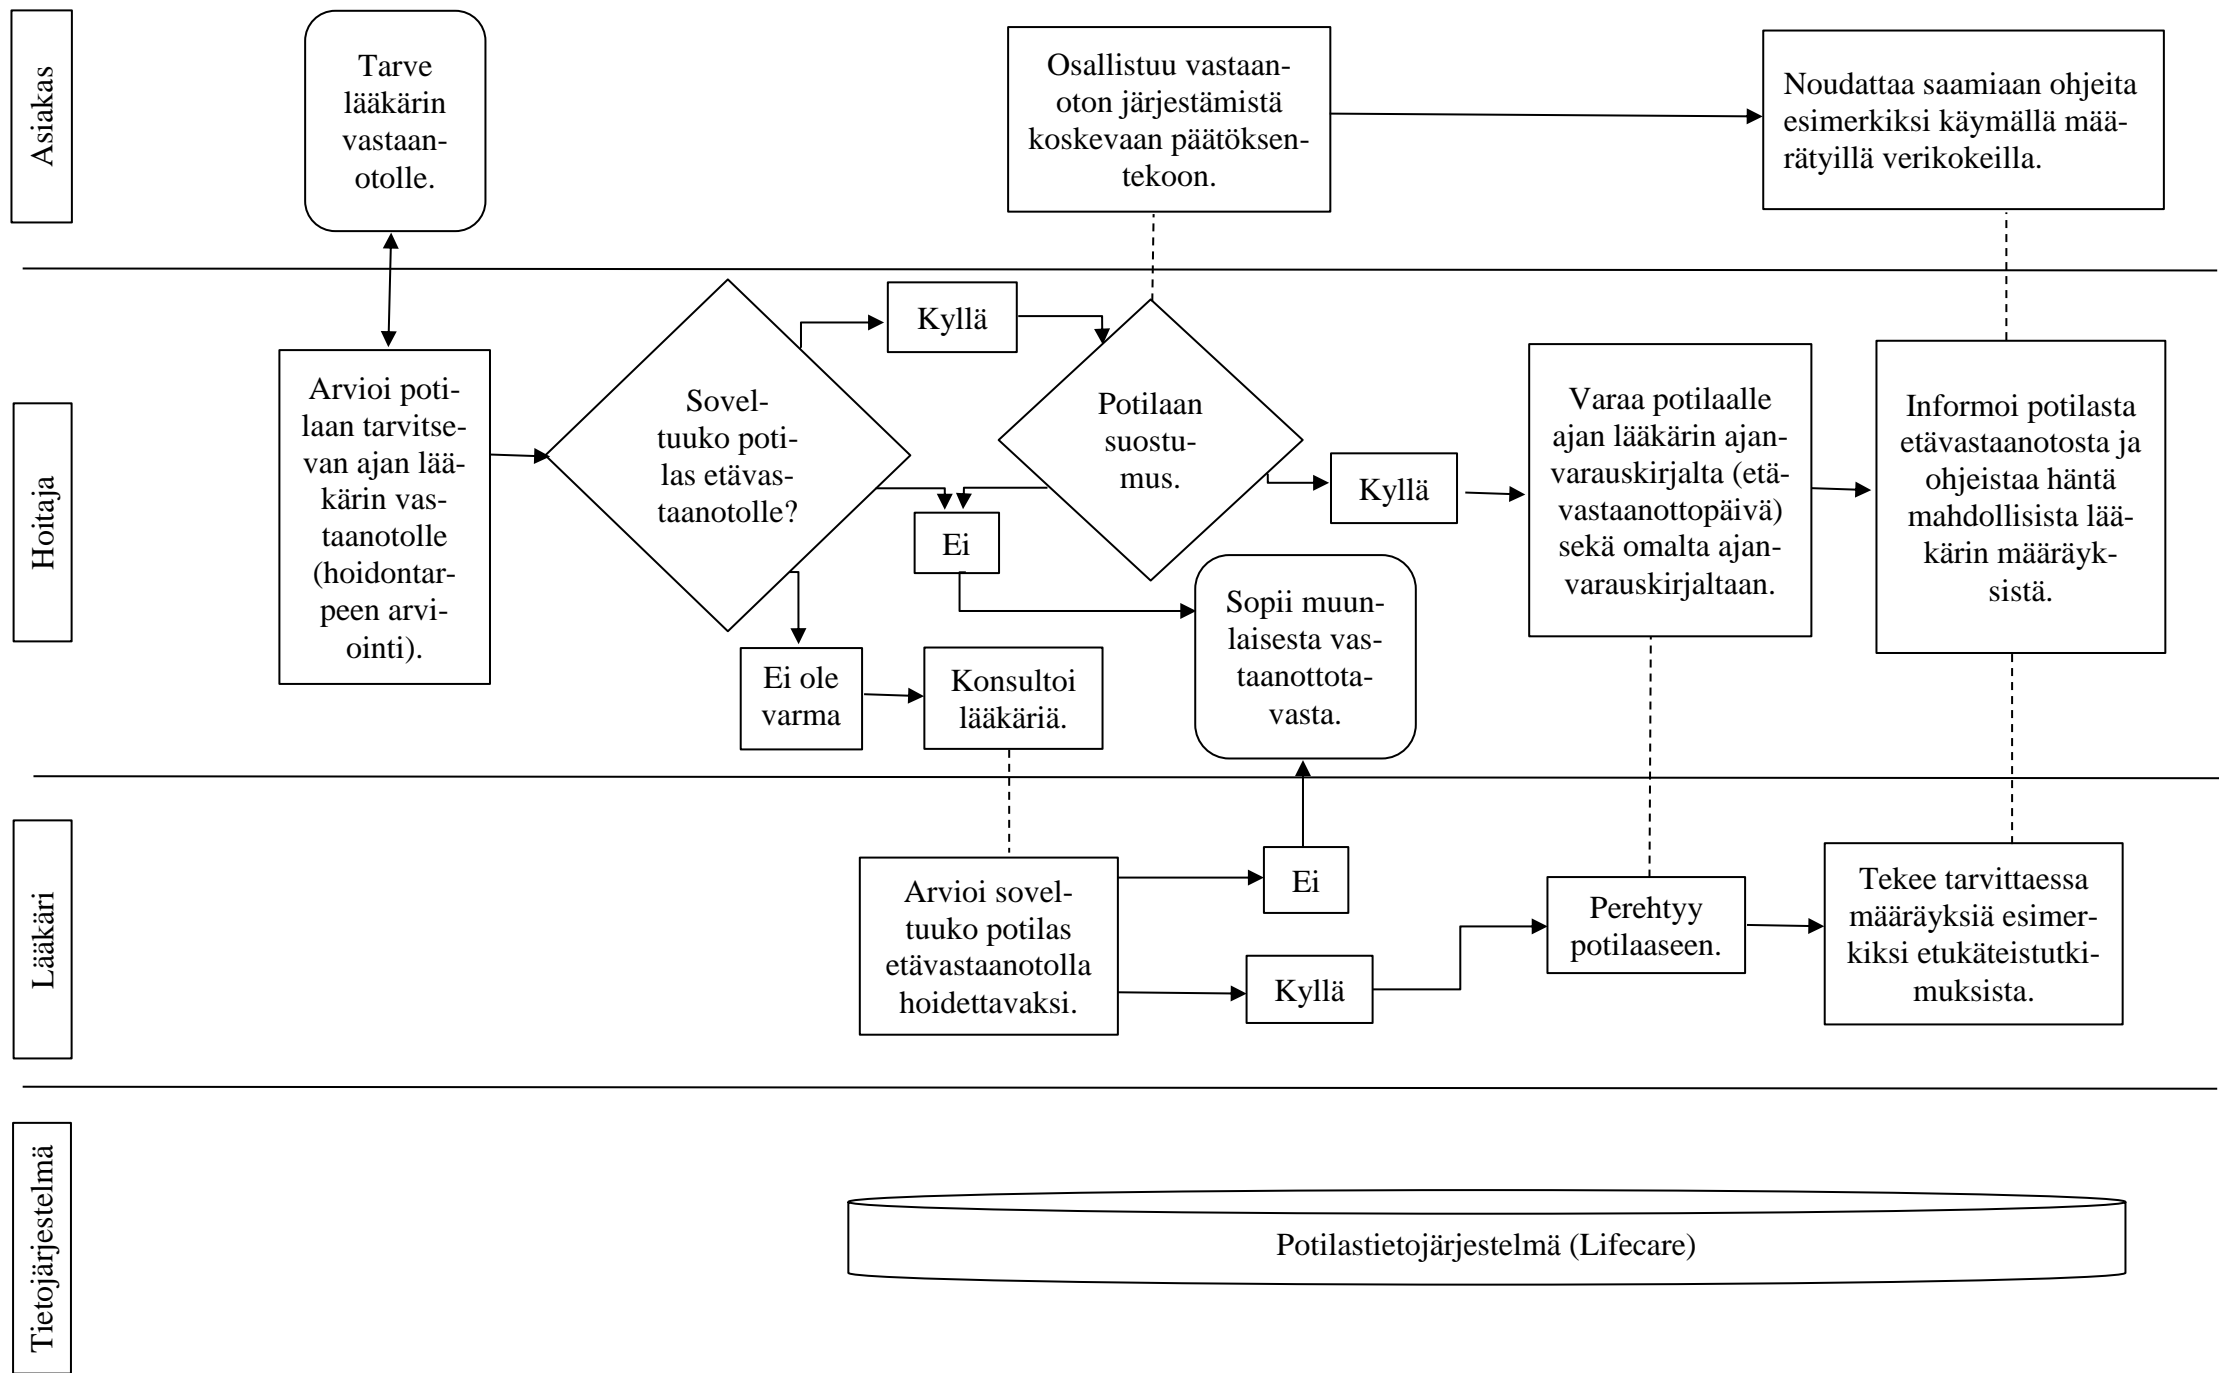 Asiakas
Tarve
lääkärin
vastaan-
otolle.
Osallistuu vastaan-
oton järjestämistä
koskevaan päätöksen-
tekoon.
Noudattaa saamiaan ohjeita
esimerkiksi käymällä mää-
rätyillä verikokeilla.
Hoitaja
Arvioi poti-
laan tarvitse-
van ajan lää-
kärin vas-
taanotolle
(hoidontar-
peen arvi-
ointi).
Sovel-
tuuko poti-
las etävas-
taanotolle?
Kyllä
Ei
Ei ole
varma
Konsultoi
lääkäriä.
Potilaan
suostu-
mus.
Kyllä
Sopii muun-
laisesta vas-
taanottota-
vasta.
Varaa potilaalle
ajan lääkärin ajan-
varauskirjalta (etä-
vastaanottopäivä)
sekä omalta ajan-
varauskirjaltaan.
Informoi potilasta
etävastaanotosta ja
ohjeistaa häntä
mahdollisista lää-
kärin määräyk-
sistä.
Lääkäri
Arvioi sovel-
tuuko potilas
etävastaanotolla
hoidettavaksi.
Ei
Kyllä
Perehtyy
potilaaseen.
Tekee tarvittaessa
määräyksiä esimer-
kiksi etukäteistutki-
muksista.
Tietojärjestelmä
Potilastietojärjestelmä (Lifecare)